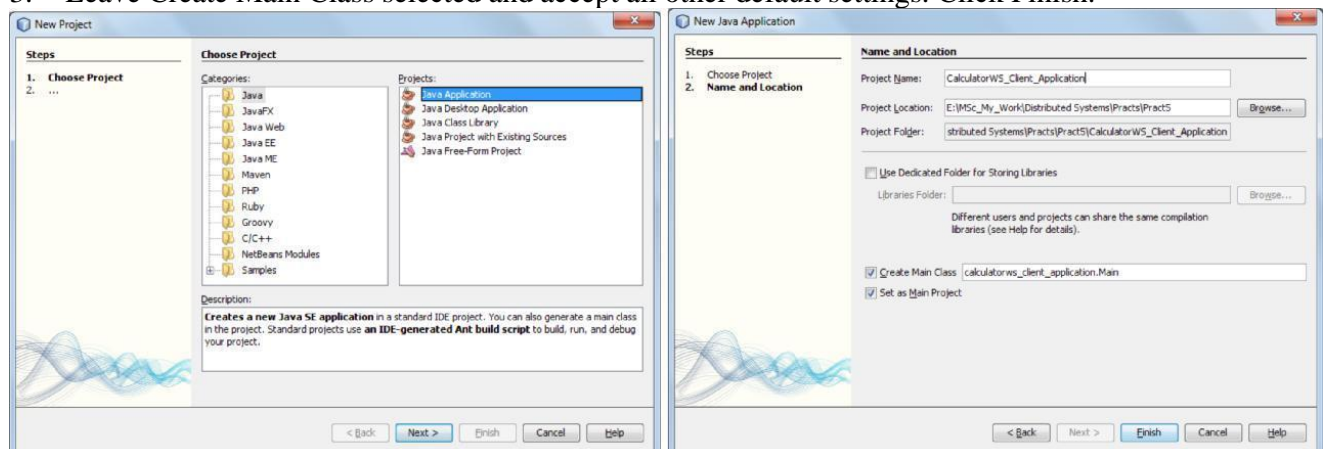 3. Leave Create Main Class selected and accept all other default settings. Click Finish.
New Project
Steps
1. Choose Project
2. ...
Choose Project
Categories:
Java
JavaFX
Java Web
Java EE
Java ME
Maven
PHP
Ruby
Groovy
C/C++
NetBeans Modules
Samples
Projects:
Java Application
Java Desktop Application
Java Class Library
Java Project with Existing Sources
Java Free-Form Project
Description:
Creates a new Java SE application in a standard IDE project. You can also generate a main class
in the project. Standard projects use an IDE-generated Ant build script to build, run, and debug
your project.
< Back Next > Finish Cancel Help
New Java Application
Steps
1. Choose Project
2. Name and Location
Name and Location
Project Name: CalculatorWS_Client_Application
Project Location: E:\MSc_My_Work\Distributed Systems\Practs\Pract5 Browse...
Project Folder: stributed Systems\Practs\Pract5\CalculatorWS_Client_Application
Use Dedicated Folder for Storing Libraries
Libraries Folder: Browse...
Different users and projects can share the same compilation
libraries (see Help for details).
Create Main Class calculatorws_client_application.Main
Set as Main Project
< Back Next > Finish Cancel Help